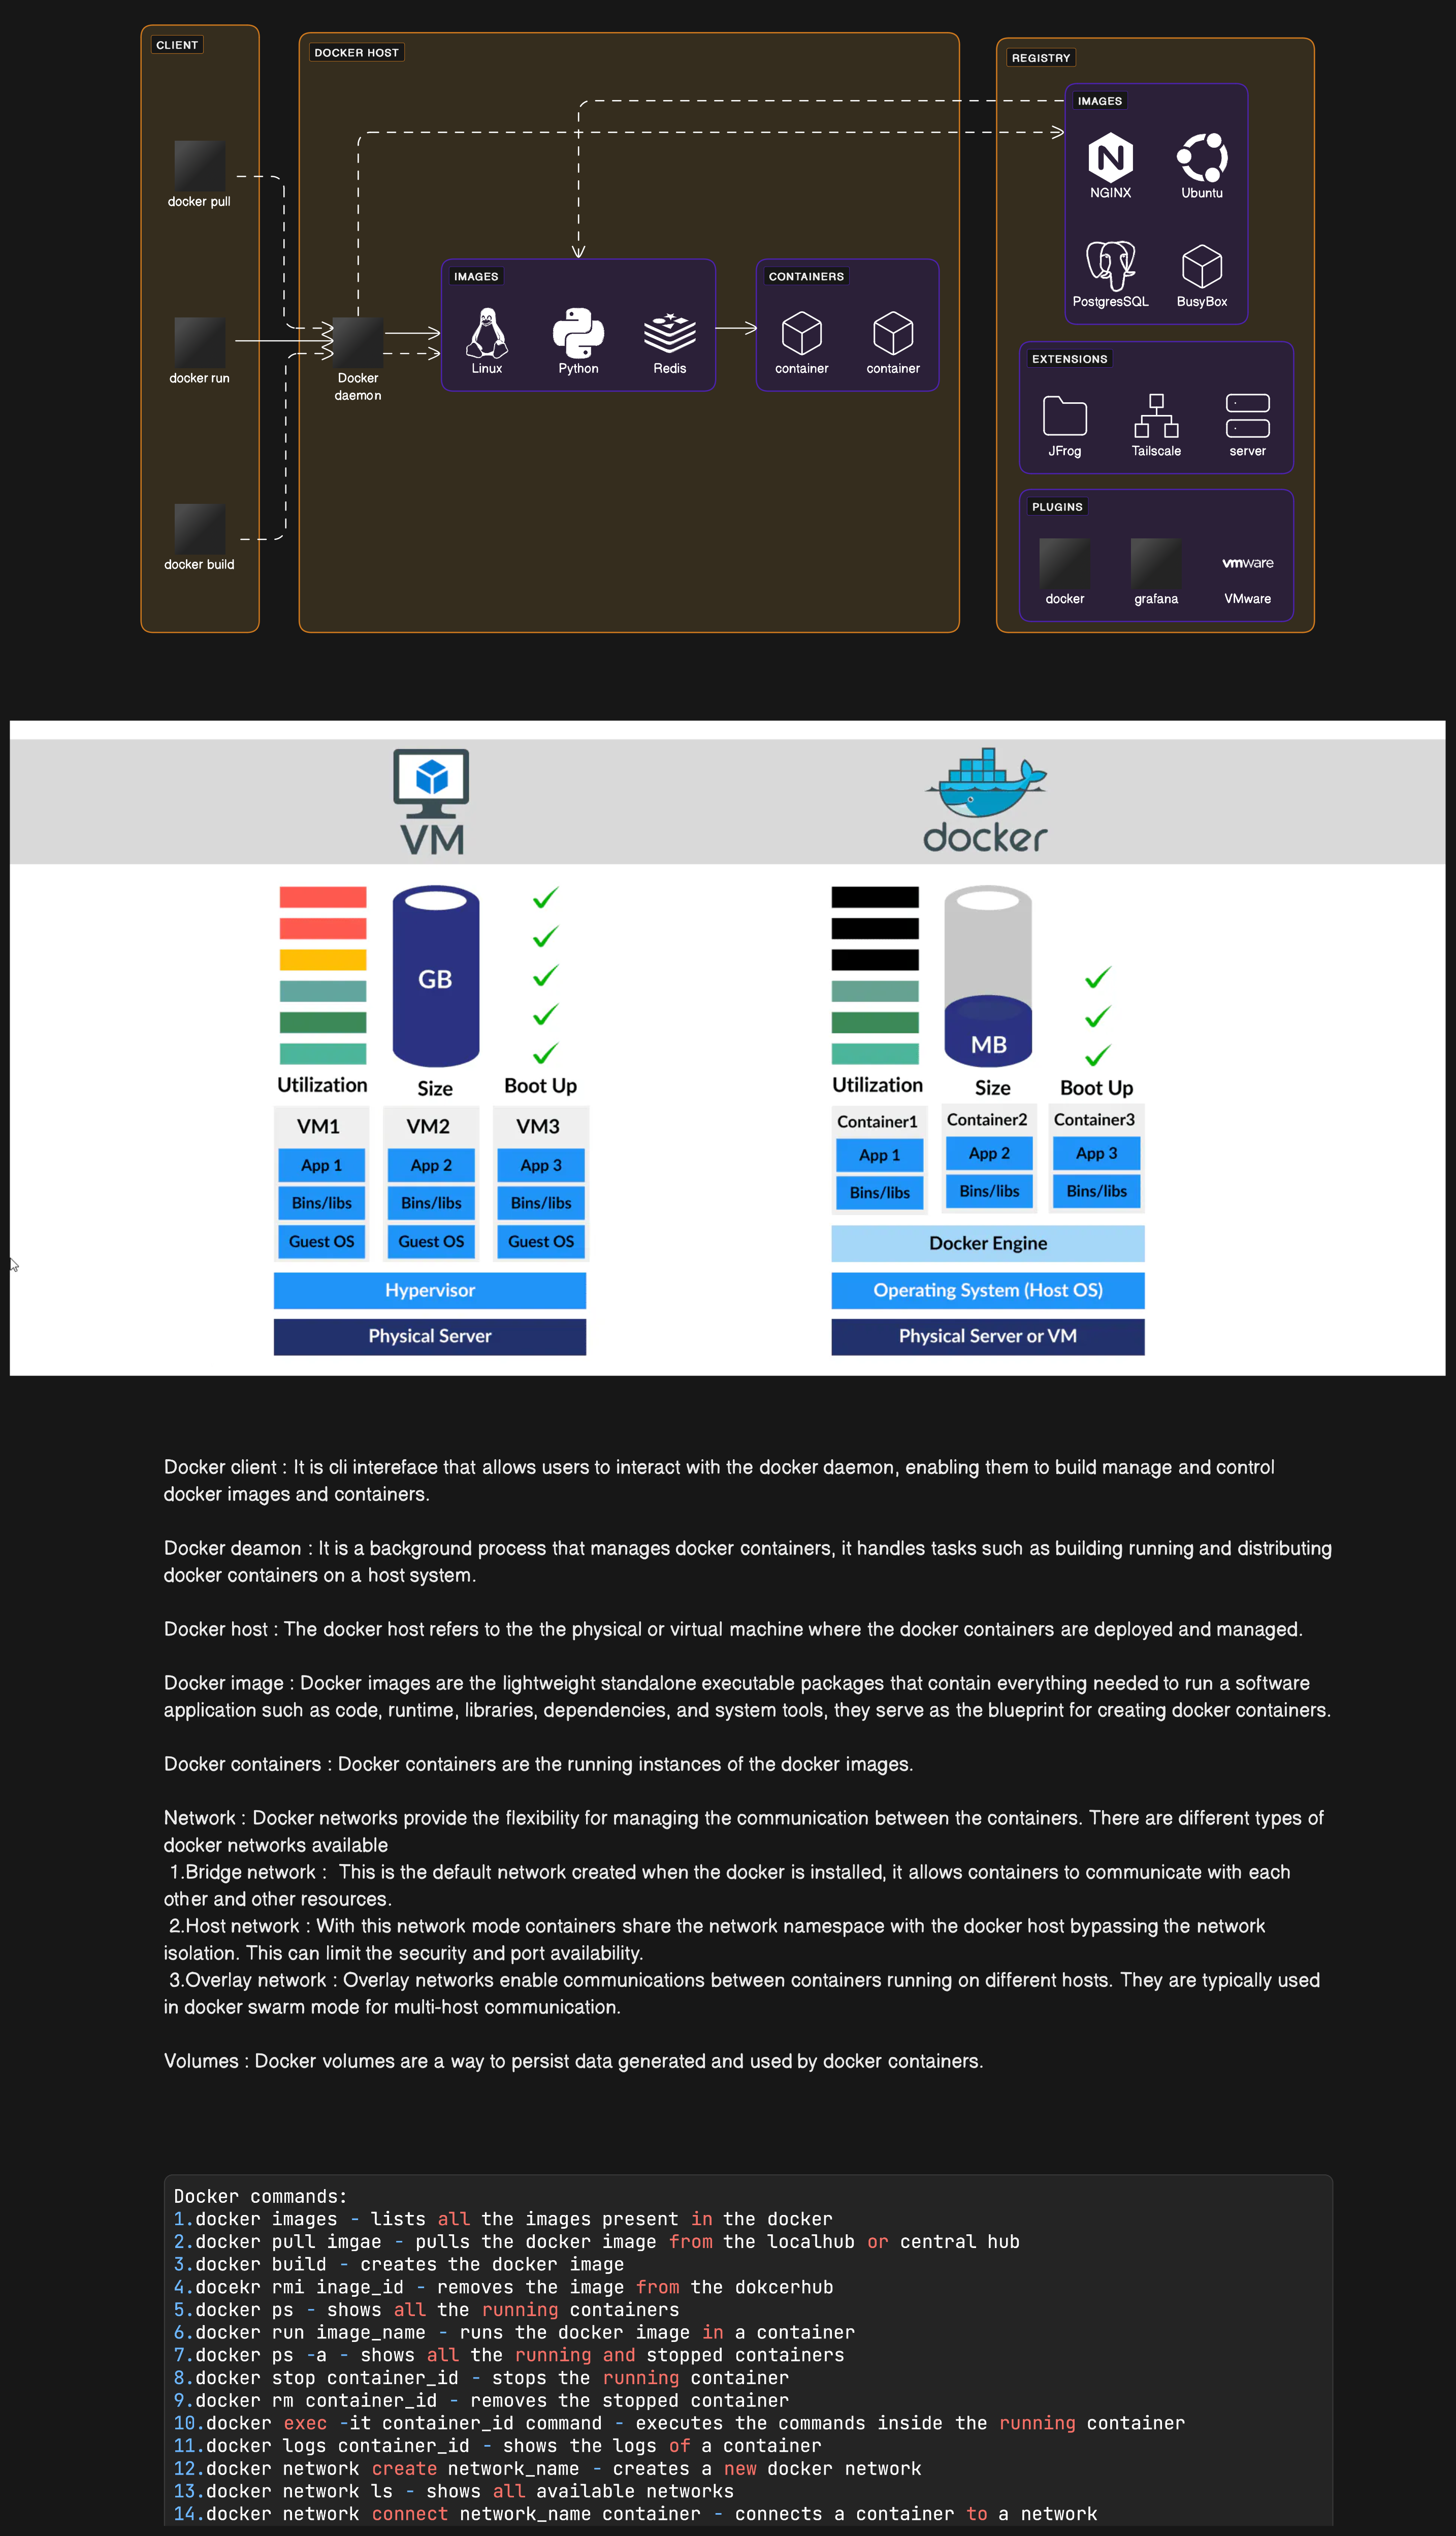 CLIENT
docker pull
docker run
docker build
DOCKER HOST
Docker
daemon
IMAGES
Linux
Python
Redis
CONTAINERS
container
container
REGISTRY
IMAGES
NGINX
Ubuntu
PostgresSQL
BusyBox
EXTENSIONS
JFrog
Tailscale
server
PLUGINS
docker
grafana
vmware
VMware
VM
docker
GB
Utilization
Size
Boot Up
VM1
VM2
VM3
App 1
App 2
App 3
Bins/libs
Bins/libs
Bins/libs
Guest OS
Guest OS
Guest OS
Hypervisor
Physical Server
MB
Utilization
Size
Boot Up
Container1
Container2
Container3
App 1
App 2
App 3
Bins/libs
Bins/libs
Bins/libs
Docker Engine
Operating System (Host OS)
Physical Server or VM
Docker client : It is cli intereface that allows users to interact with the docker daemon, enabling them to build manage and control
docker images and containers.
Docker deamon : It is a background process that manages docker containers, it handles tasks such as building running and distributing
docker containers on a host system.
Docker host : The docker host refers to the the physical or virtual machine where the docker containers are deployed and managed.
Docker image : Docker images are the lightweight standalone executable packages that contain everything needed to run a software
application such as code, runtime, libraries, dependencies, and system tools, they serve as the blueprint for creating docker containers.
Docker containers : Docker containers are the running instances of the docker images.
Network : Docker networks provide the flexibility for managing the communication between the containers. There are different types of
docker networks available
1.Bridge network :  This is the default network created when the docker is installed, it allows containers to communicate with each
other and other resources.
2.Host network : With this network mode containers share the network namespace with the docker host bypassing the network
isolation. This can limit the security and port availability.
3.Overlay network : Overlay networks enable communications between containers running on different hosts. They are typically used
in docker swarm mode for multi-host communication.
Volumes : Docker volumes are a way to persist data generated and used by docker containers.
Docker commands:
1.docker images - lists all the images present in the docker
2.docker pull imgae - pulls the docker image from the localhub or central hub
3.docker build - creates the docker image
4.docekr rmi inage_id - removes the image from the dokcerhub
5.docker ps - shows all the running containers
6.docker run image_name - runs the docker image in a container
7.docker ps -a - shows all the running and stopped containers
8.docker stop container_id - stops the running container
9.docker rm container_id - removes the stopped container
10.docker exec -it container_id command - executes the commands inside the running container
11.docker logs container_id - shows the logs of a container
12.docker network create network_name - creates a new docker network
13.docker network ls - shows all available networks
14.docker network connect network_name container - connects a container to a network